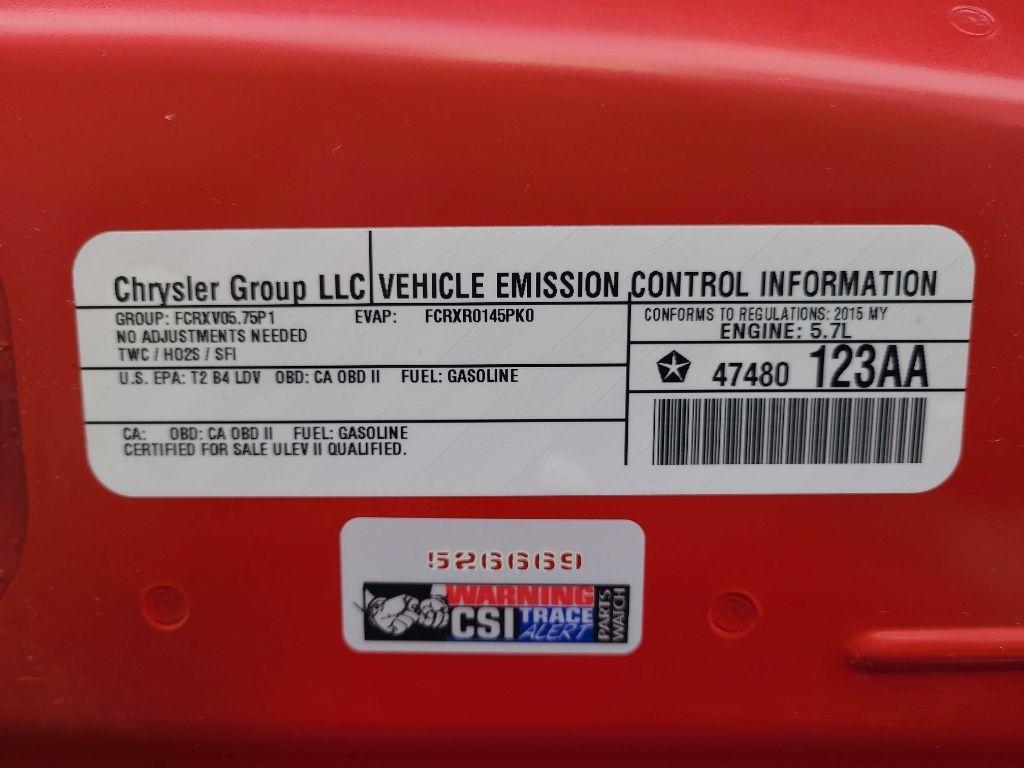 Chrysler Group LLC VEHICLE EMISSION CONTROL INFORMATION
GROUP: FCRXV05.75P1 EVAP: FCRXR0145PK0
NO ADJUSTMENTS NEEDED
TWC / HO2S / SFI
CONFORMS TO REGULATIONS: 2015 MY
ENGINE: 5.7L
U.S. EPA: T2 B4 LDV OBD: CA OBD II FUEL: GASOLINE
47480 123AA
CA: OBD: CA OBD II FUEL: GASOLINE
CERTIFIED FOR SALE ULEV II QUALIFIED.
526669
WARNING
CSI TRACE
ALERT
PARTS
WATCH